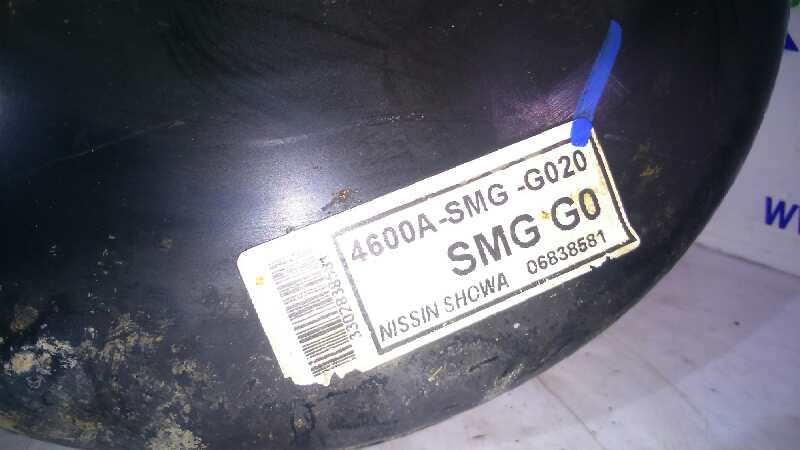 4600A-SMG -G020
SMG G0
NISSIN SHOWA 06838581